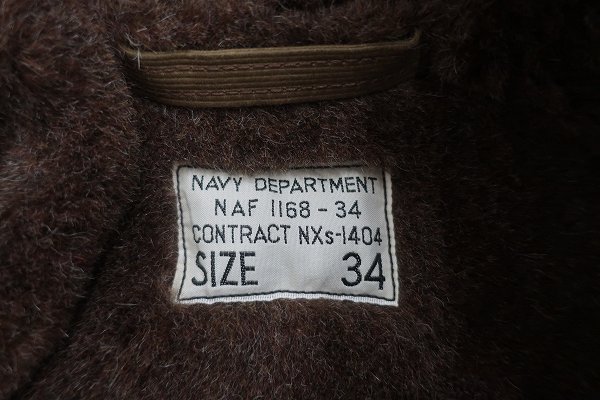 NAVY DEPARTMENT
NAF 1168-34
CONTRACT NXs-1404
SIZE 34